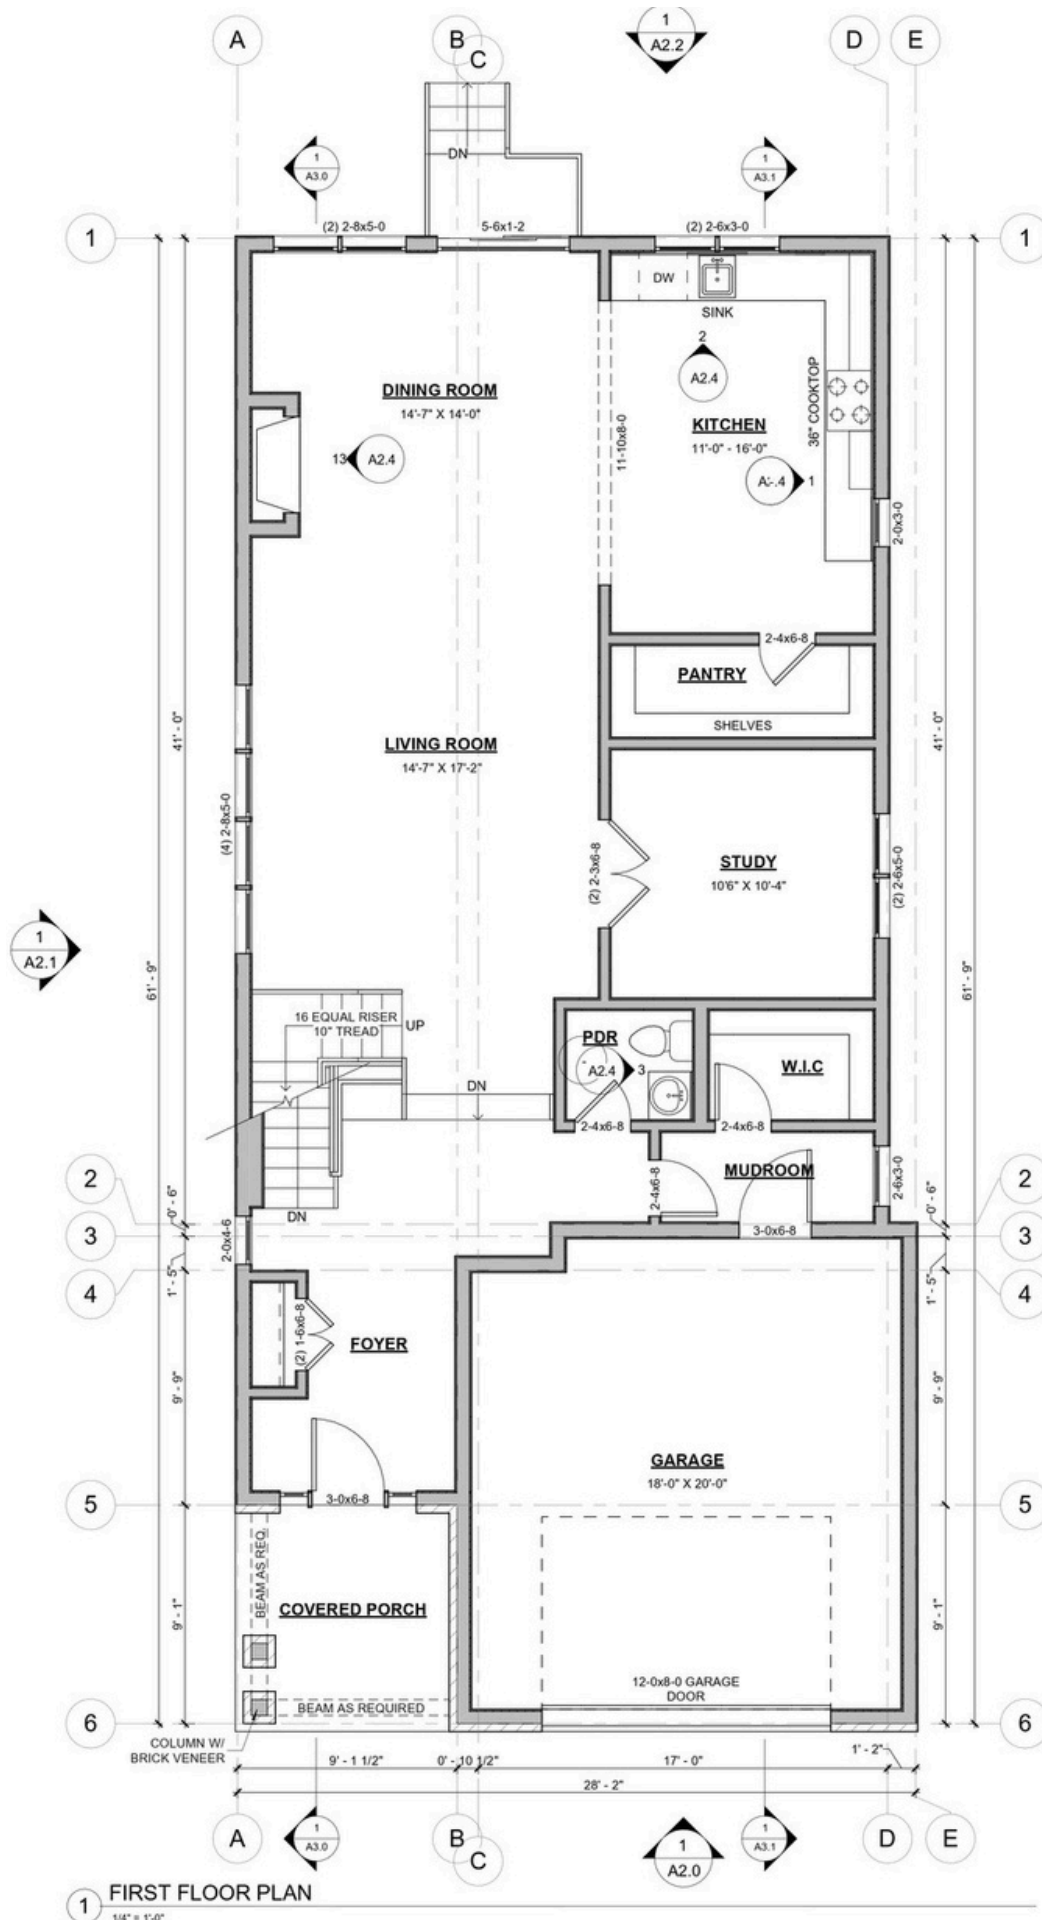 A
B
C
D
E
1
A2.2
DN
1
A3.0
1
A3.1
1
(2) 2-8x5-0
5-6x1-2
(2) 2-6x3-0
1
DW
SINK
2
A2.4
36" COOKTOP
DINING ROOM
14'-7" X 14'-0"
KITCHEN
11'-0" - 16'-0"
11-10x8-0
13
A2.4
1
2-0x3-0
2-4x6-8
PANTRY
SHELVES
41' - 0"
41' - 0"
LIVING ROOM
14'-7" X 17'-2"
(4) 2-8x5-0
(2) 2-3x6-8
STUDY
10'6" X 10'-4"
(2) 2-6x5-0
1
A2.1
61' - 9"
61' - 9"
16 EQUAL RISER
10" TREAD
UP
PDR
A2.4
3
W.I.C
DN
2-4x6-8
2-4x6-8
2-4x6-8
MUDROOM
2-6x3-0
2
0' - 6"
DN
0' - 6"
2
3
2-0x4-6
3-0x6-8
3
4
1' - 5"
1' - 5"
4
(2) 1-6x6-8
FOYER
9' - 9"
9' - 9"
GARAGE
18'-0" X 20'-0"
5
3-0x6-8
5
BEAM AS REQ.
COVERED PORCH
9' - 1"
9' - 1"
12-0x8-0 GARAGE
DOOR
BEAM AS REQUIRED
6
6
COLUMN W/
BRICK VENEER
9' - 1 1/2"
0' - 10 1/2"
17' - 0"
1' - 2"
28' - 2"
A
1
A3.0
B
C
1
A2.0
1
A3.1
D
E
1
FIRST FLOOR PLAN
1/4" = 1'-0"